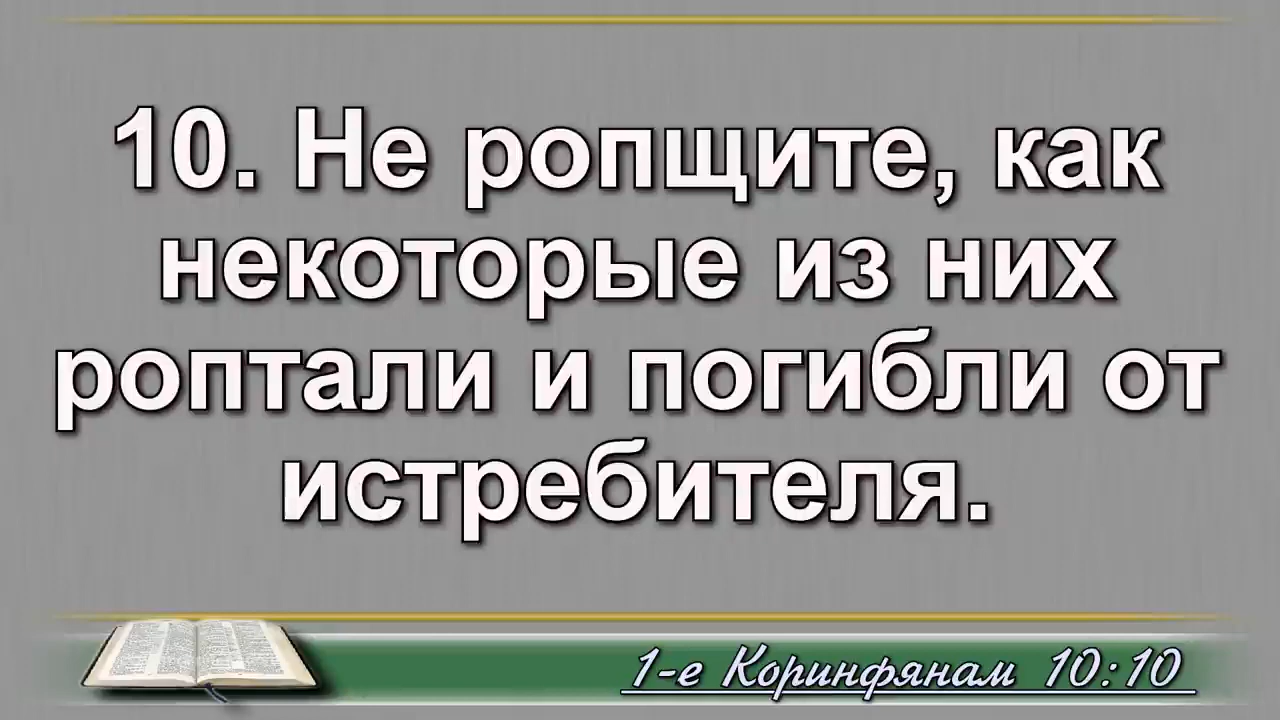 10. Не ропщите, как
некоторые из них
роптали и погибли от
истребителя.
1-е Коринфянам 10:10